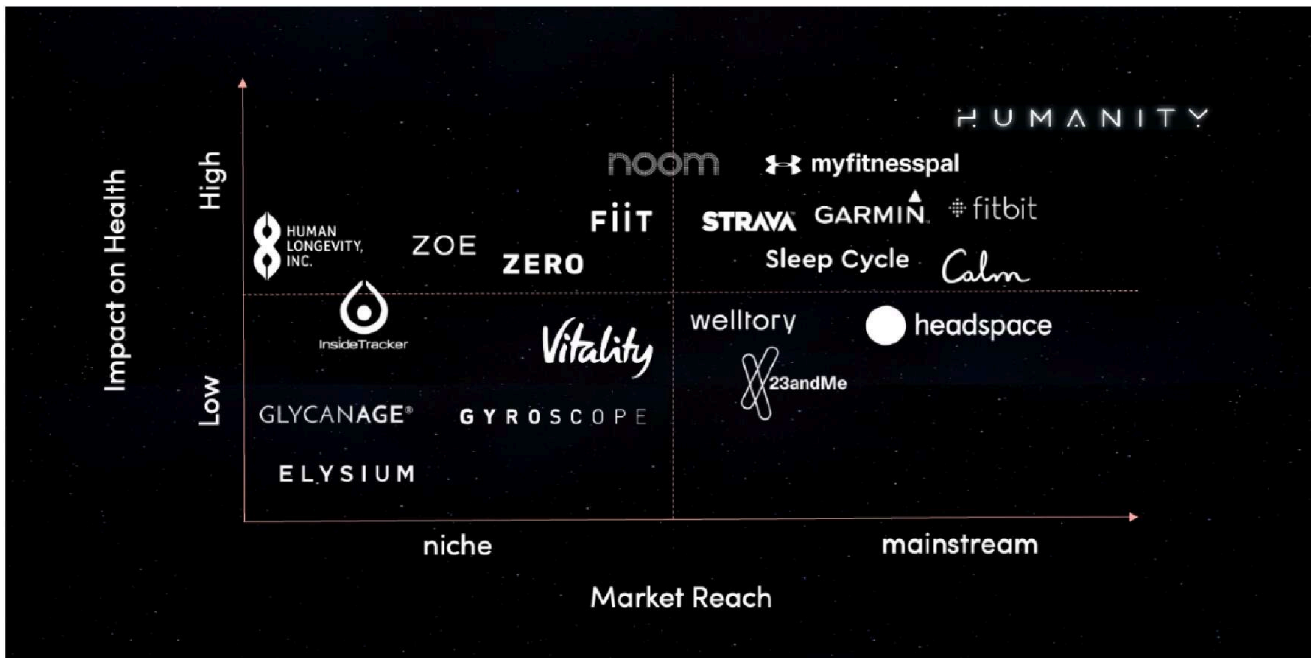 HUMANITY
noom
myfitnesspal
FiiT
STRAVA
GARMIN
fitbit
HUMAN
LONGEVITY,
INC.
ZOE
ZERO
Sleep Cycle
Calm
InsideTracker
Vitality
welltory
headspace
23andMe
GLYCANAGE®
GYROSCOPE
ELYSIUM
Impact on Health
High
Low
niche
mainstream
Market Reach